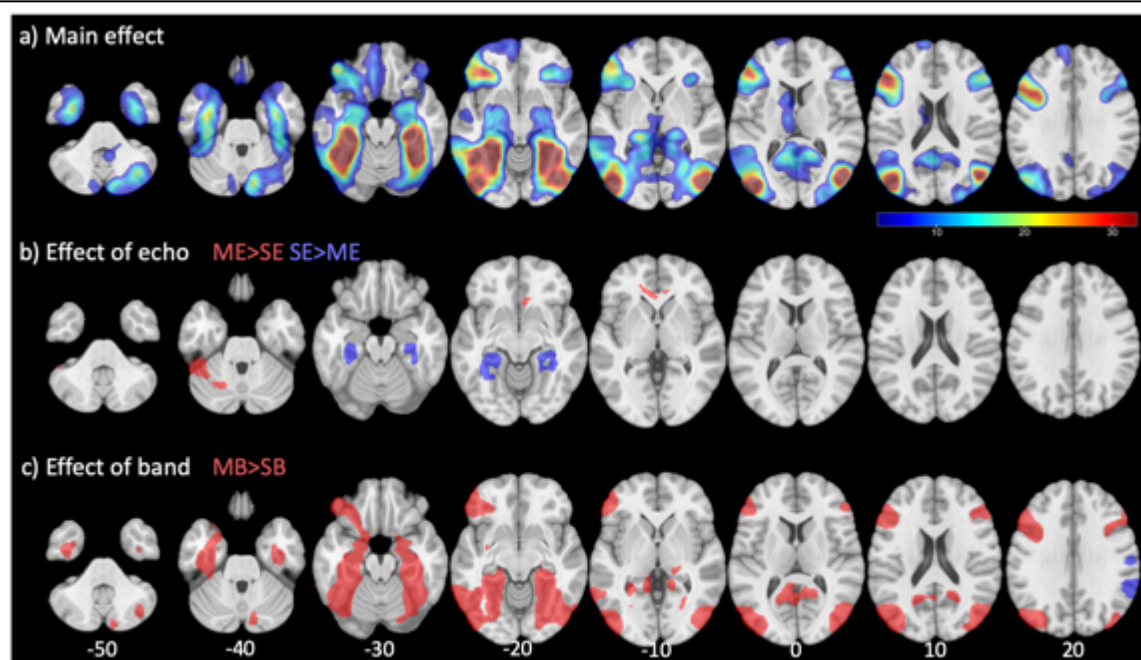 a) Main effect
10 20 30
b) Effect of echo ME>SE SE>ME
c) Effect of band MB>SB
-50 -40 -30 -20 -10 0 10 20